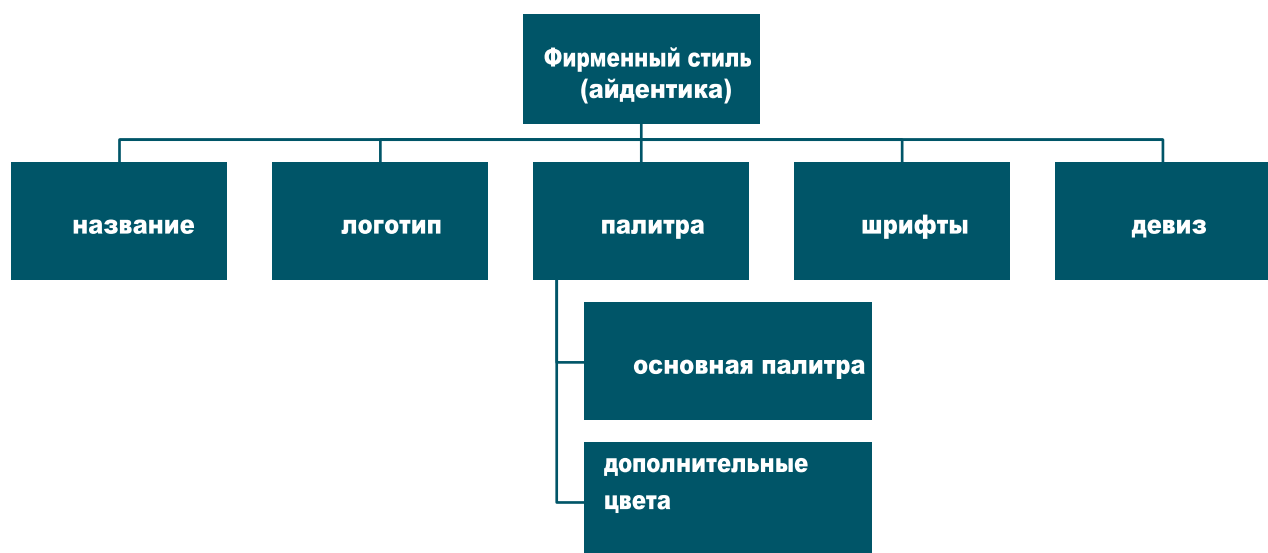 Фирменный стиль
(айдентика)
название
логотип
палитра
шрифты
девиз
основная палитра
дополнительные
цвета